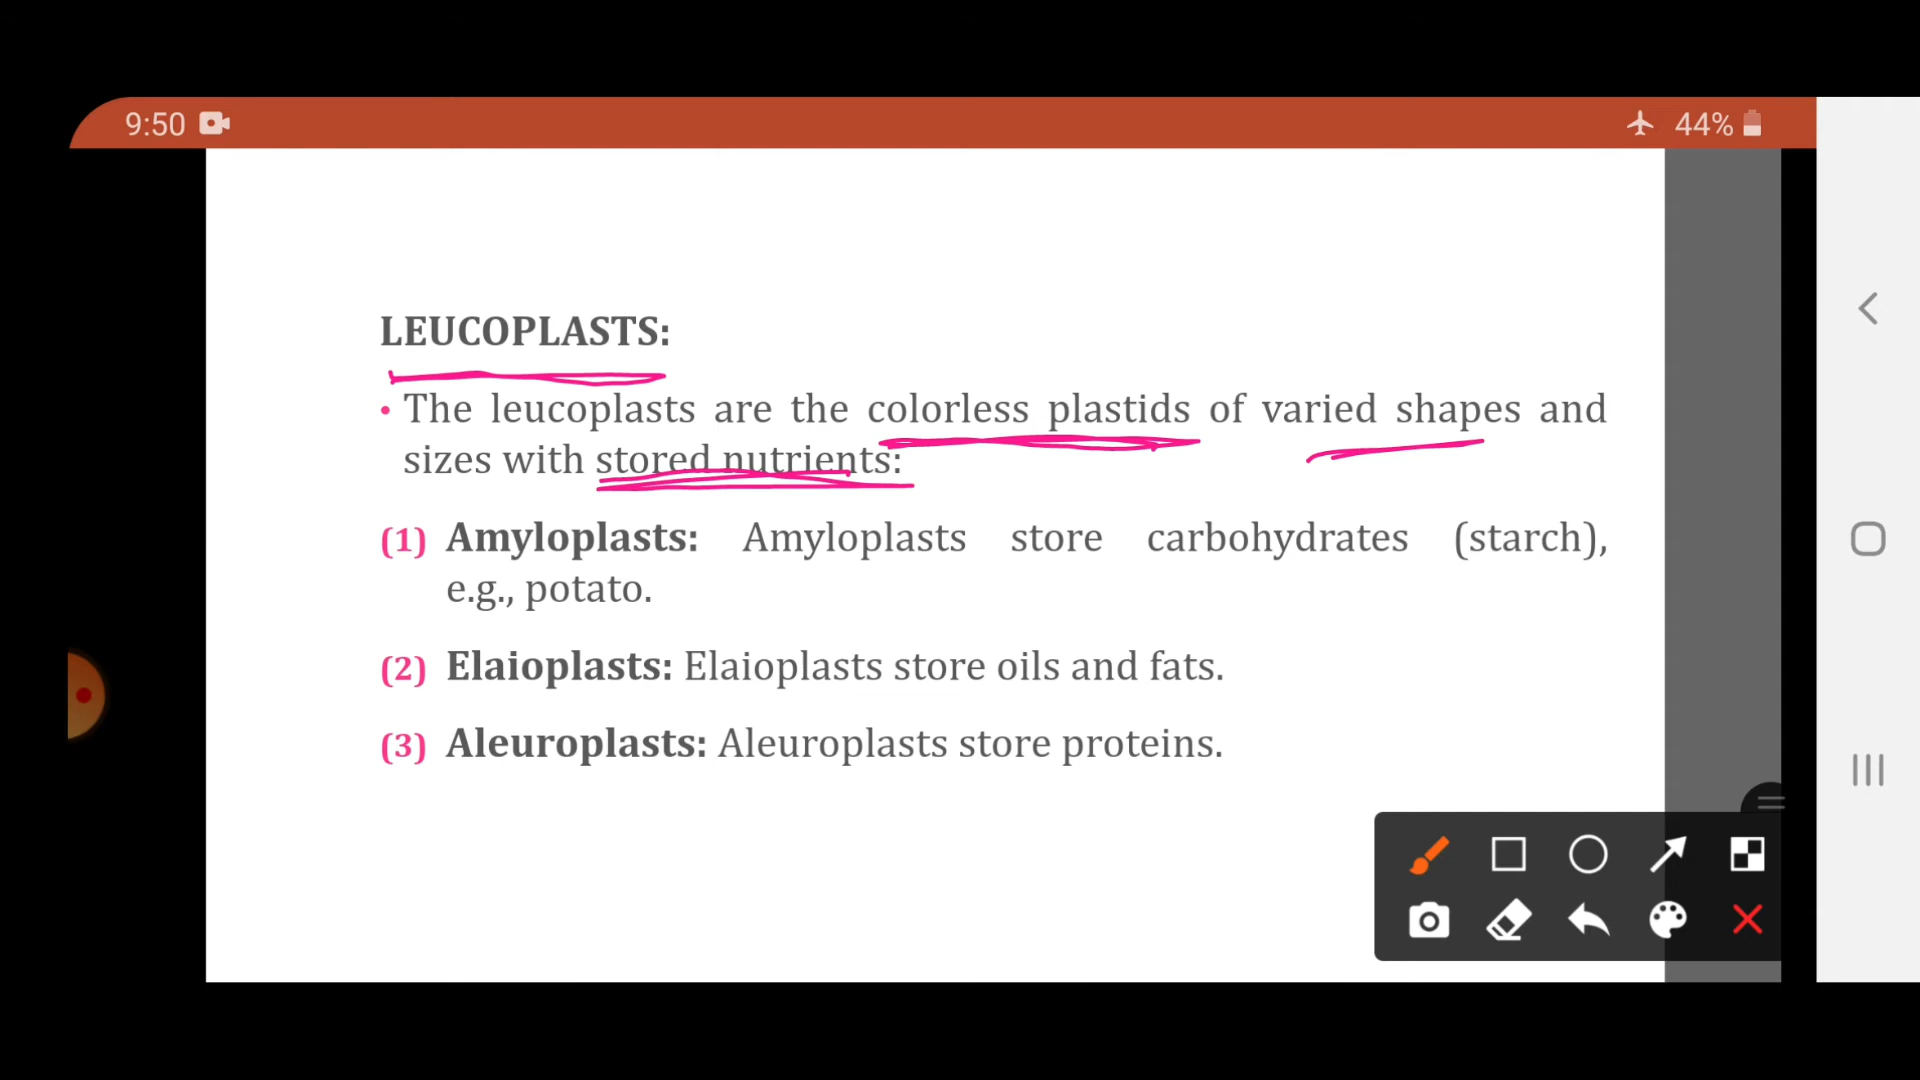 9:50 44%
LEUCOPLASTS:
• The leucoplasts are the colorless plastids of varied shapes and
sizes with stored nutrients:
(1) Amyloplasts: Amyloplasts store carbohydrates (starch),
e.g., potato.
(2) Elaioplasts: Elaioplasts store oils and fats.
(3) Aleuroplasts: Aleuroplasts store proteins.